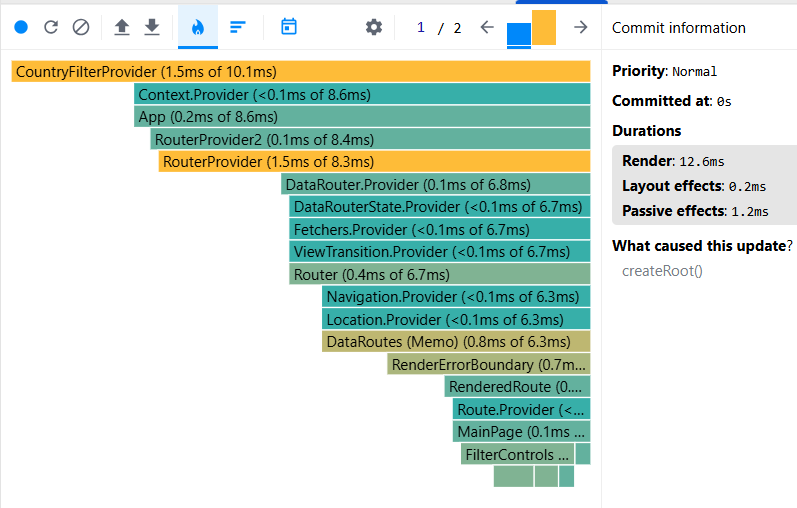 1 / 2
Commit information
CountryFilterProvider (1.5ms of 10.1ms)
Context.Provider (<0.1ms of 8.6ms)
App (0.2ms of 8.6ms)
RouterProvider2 (0.1ms of 8.4ms)
RouterProvider (1.5ms of 8.3ms)
DataRouter.Provider (0.1ms of 6.8ms)
DataRouterState.Provider (<0.1ms of 6.7ms)
Fetchers.Provider (<0.1ms of 6.7ms)
ViewTransition.Provider (<0.1ms of 6.7ms)
Router (0.4ms of 6.7ms)
Navigation.Provider (<0.1ms of 6.3ms)
Location.Provider (<0.1ms of 6.3ms)
DataRoutes (Memo) (0.8ms of 6.3ms)
RenderErrorBoundary (0.7m...
RenderedRoute (0....
Route.Provider (<...
MainPage (0.1ms ...
FilterControls ...
Priority: Normal
Committed at: 0s
Durations
Render: 12.6ms
Layout effects: 0.2ms
Passive effects: 1.2ms
What caused this update?
createRoot()